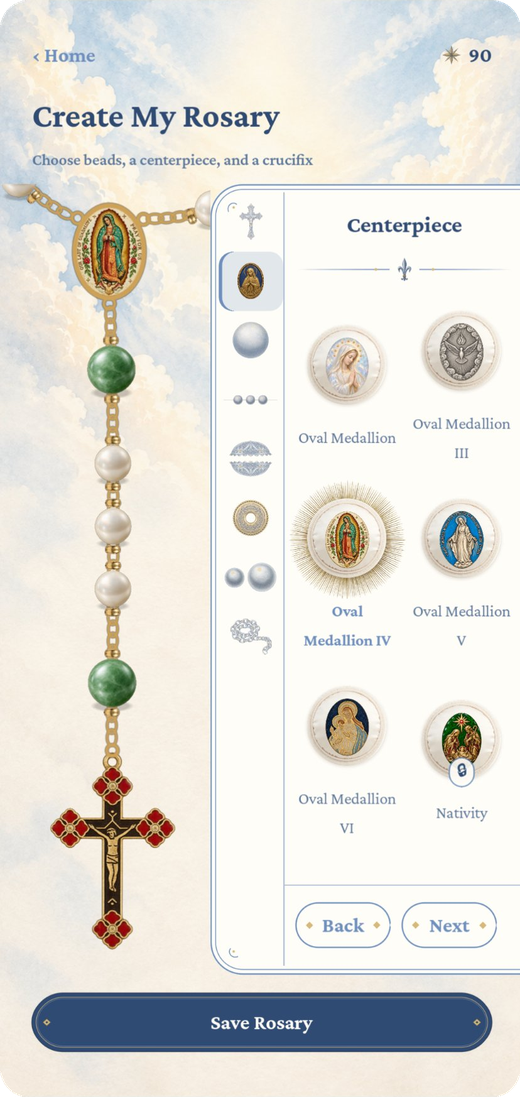 ‹ Home
90
Create My Rosary
Choose beads, a centerpiece, and a crucifix
Centerpiece
Oval Medallion
Oval Medallion
III
Oval
Medallion IV
Oval Medallion
V
Oval Medallion
VI
Nativity
Back
Next
Save Rosary